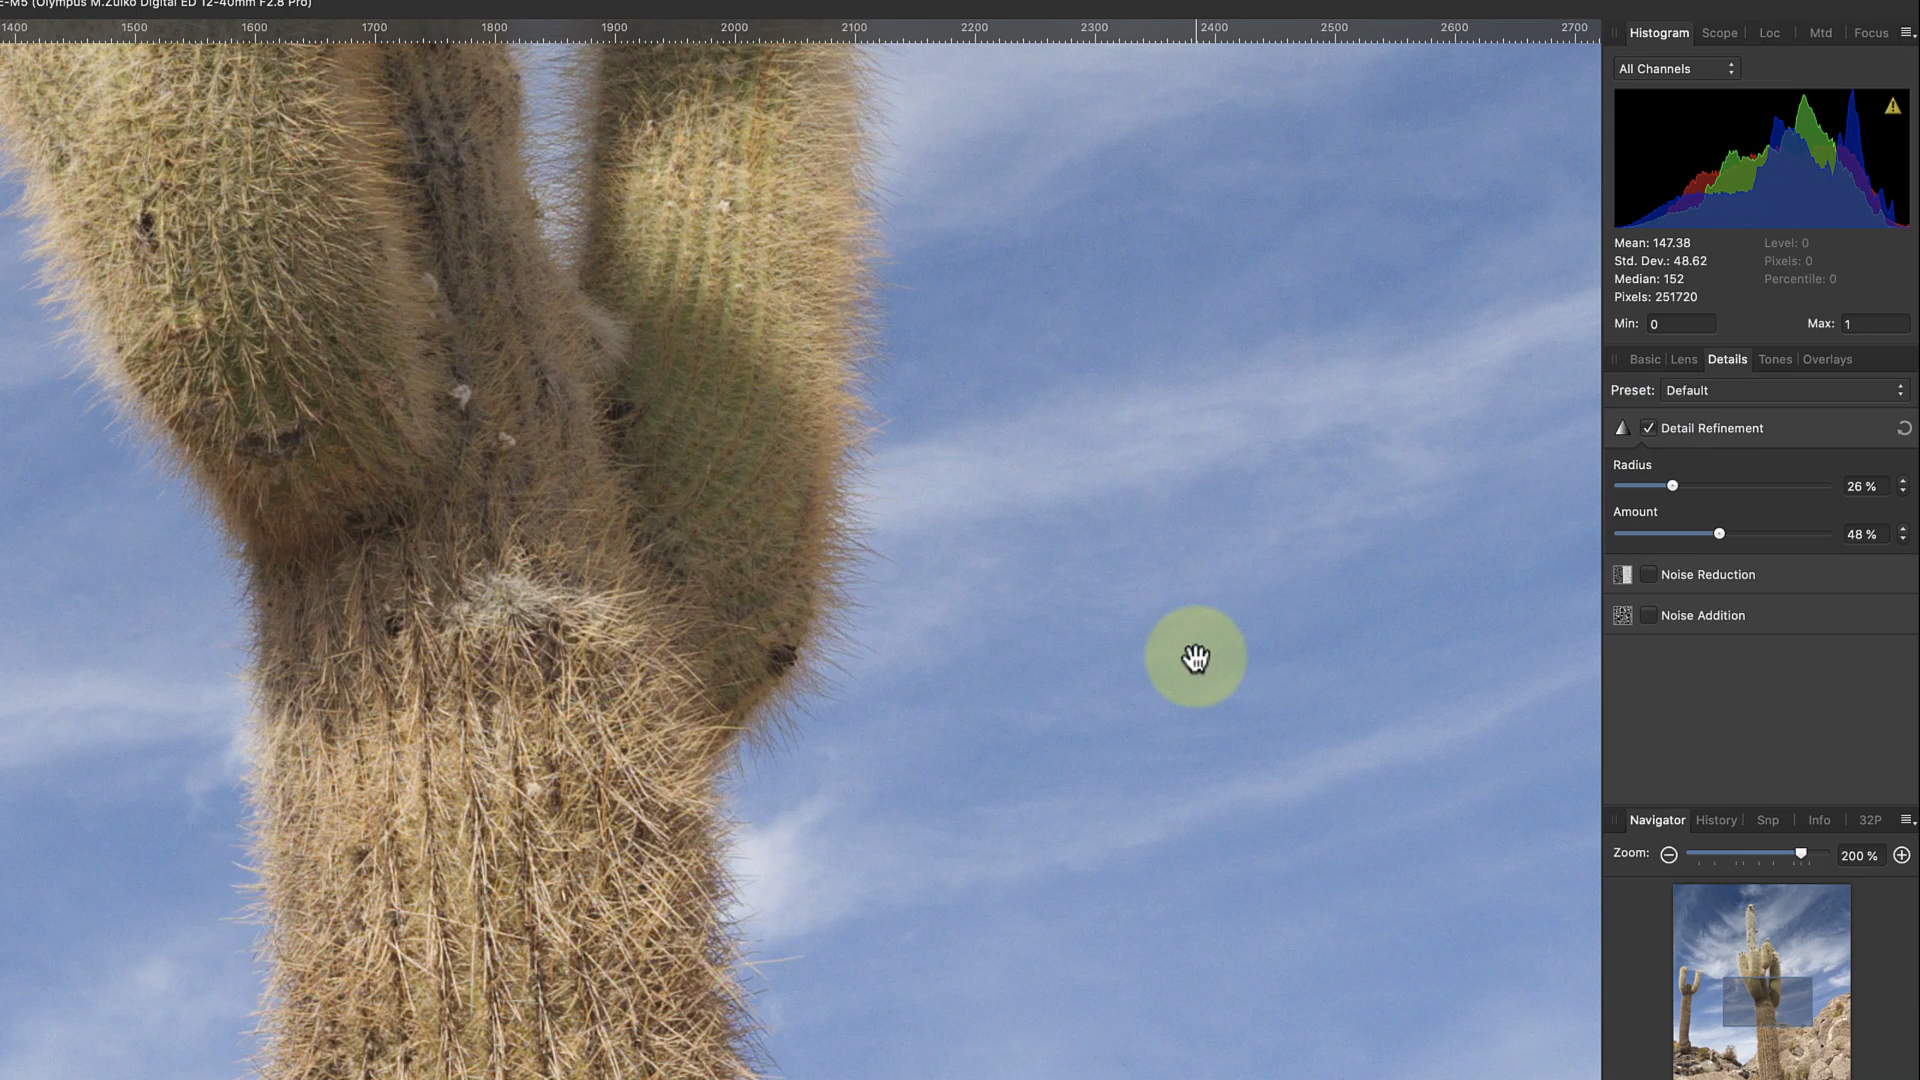 E-M5 (Olympus M.Zuiko Digital ED 12-40mm F2.8 Pro)
1400 1500 1600 1700 1800 1900 2000 2100 2200 2300 2400 2500 2600 2700
Histogram Scope Loc Mtd Focus
All Channels
Mean: 147.38 Level: 0
Std. Dev.: 48.62 Pixels: 0
Median: 152 Percentile: 0
Pixels: 251720
Min: 0 Max: 1
Basic Lens Details Tones Overlays
Preset: Default
Detail Refinement
Radius
26 %
Amount
48 %
Noise Reduction
Noise Addition
Navigator History Snp Info 32P
Zoom: 200 %